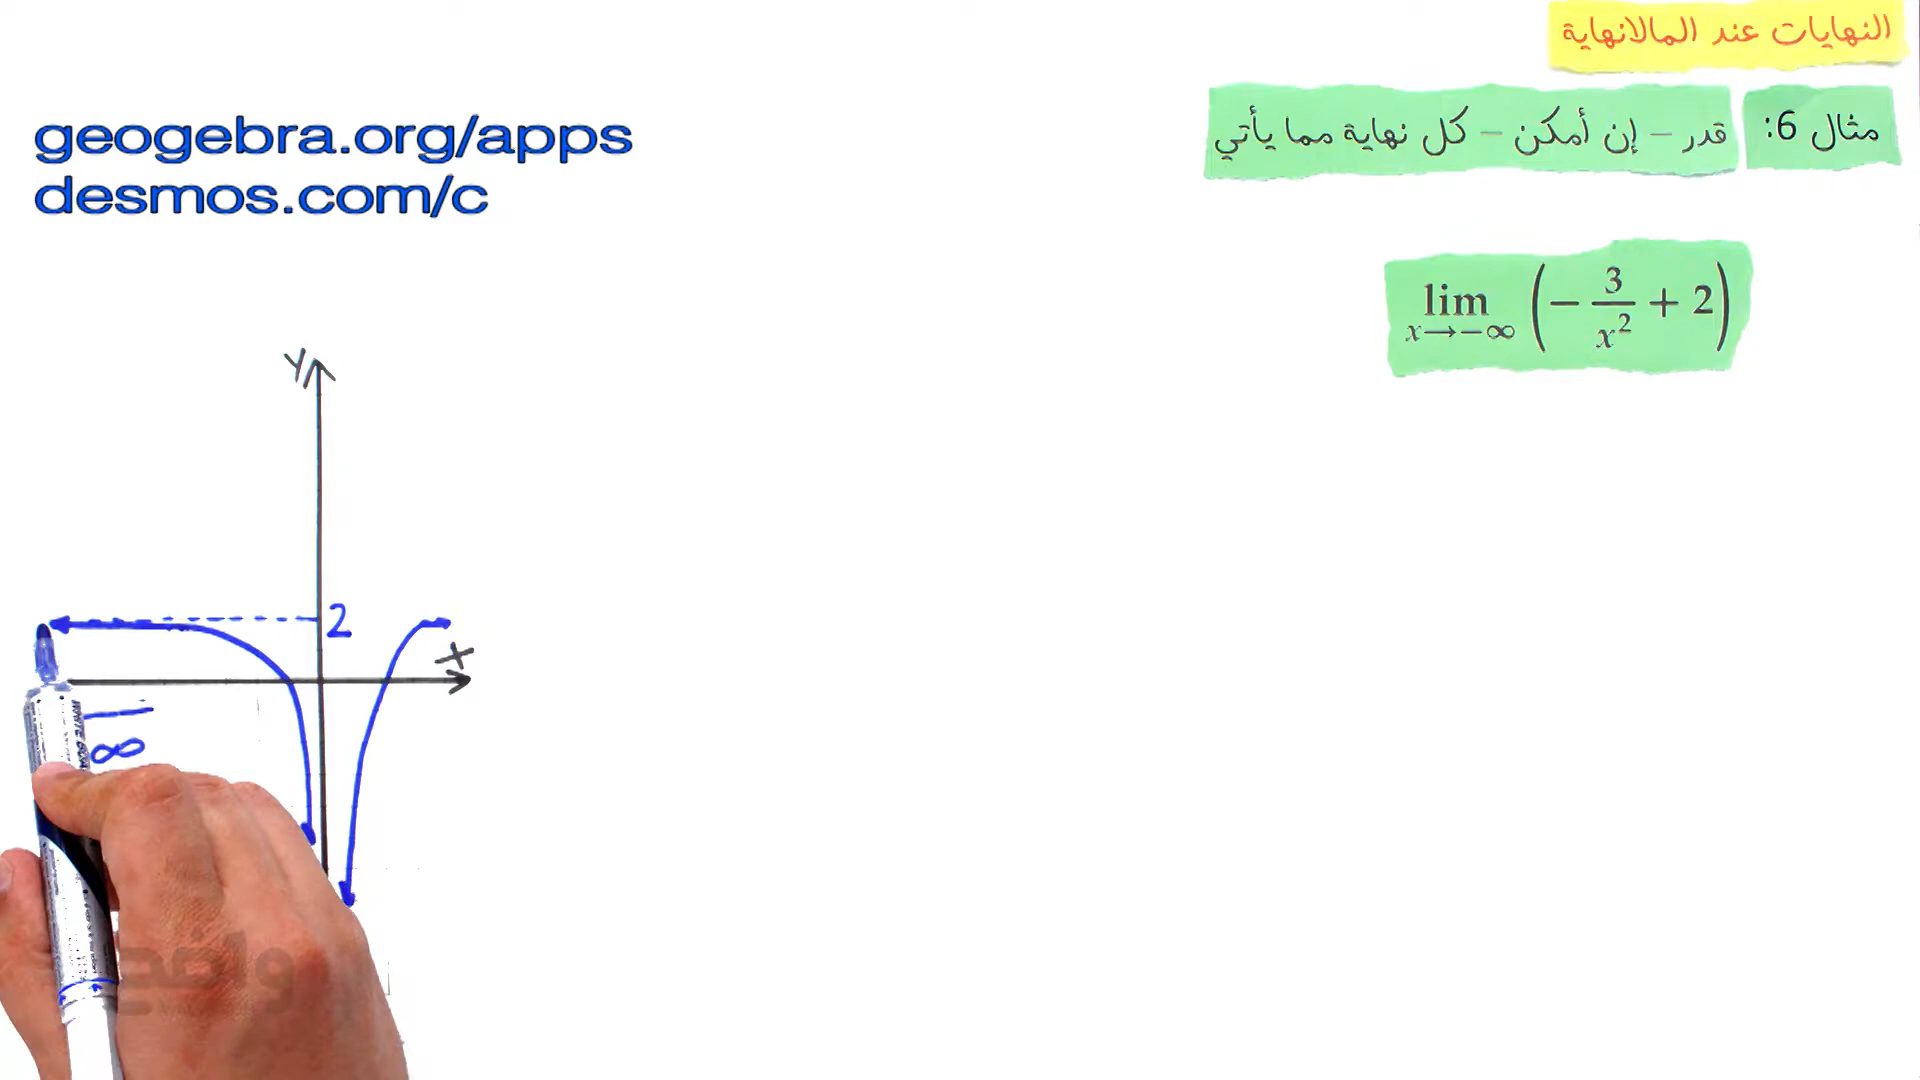 النهايات عند المالانهاية
مثال 6: قدر – إن أمكن – كل نهاية مما يأتي
geogebra.org/apps
desmos.com/c
lim x→−∞ (− 3/x² + 2)
y
2
x
−
∞
واضح